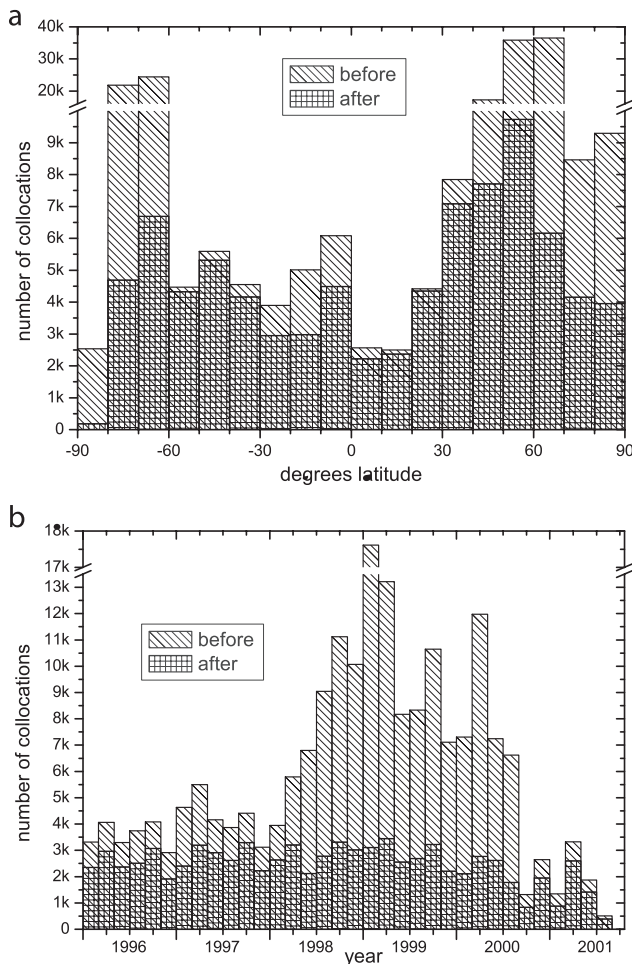 a
40k
30k
20k
9k
8k
7k
6k
5k
4k
3k
2k
1k
0
number of collocations
before
after
-90 -60 -30 0 30 60 90
degrees latitude
b
18k
17k
13k
12k
11k
10k
9k
8k
7k
6k
5k
4k
3k
2k
1k
0
number of collocations
before
after
1996 1997 1998 1999 2000 2001
year